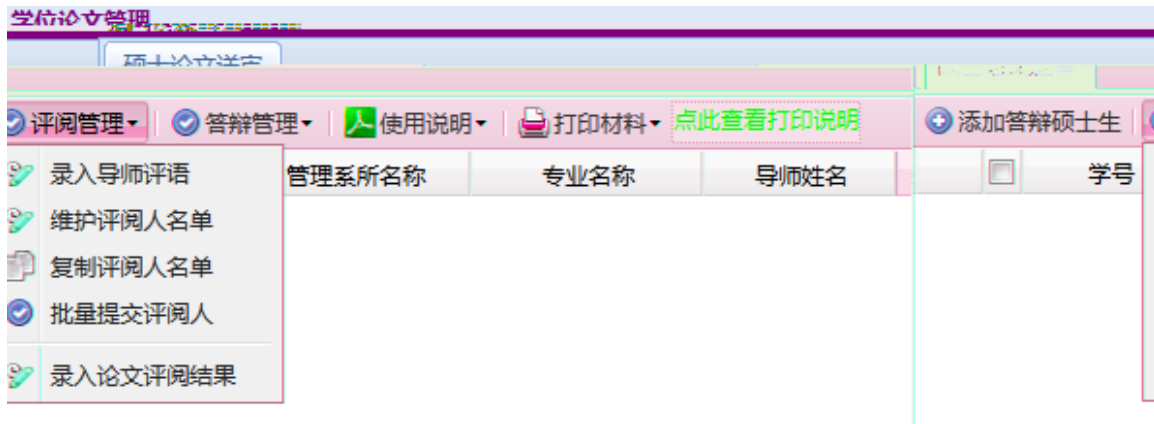 学位论文管理
硕士论文送审
评阅管理 答辩管理 使用说明 打印材料 点此查看打印说明 添加答辩硕士生
管理系所名称 专业名称 导师姓名 学号
录入导师评语
维护评阅人名单
复制评阅人名单
批量提交评阅人
录入论文评阅结果